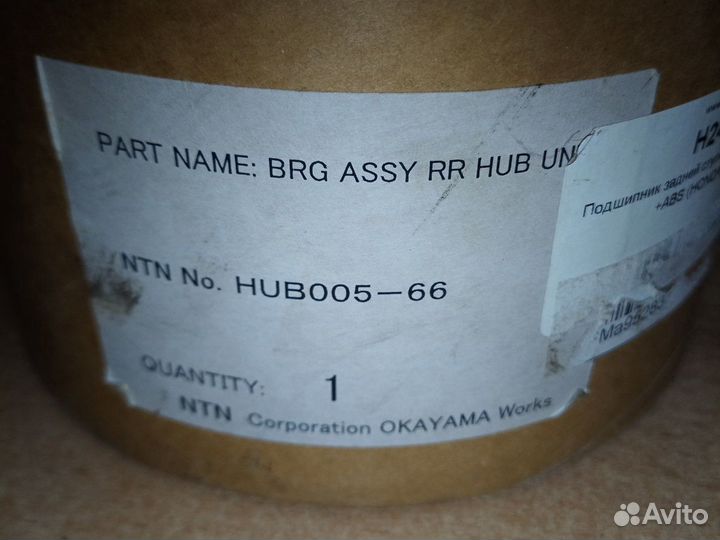 PART NAME: BRG ASSY RR HUB
NTN No. HUB005-66
QUANTITY: 1
NTN Corporation OKAYAMA Works
Подшипник задней
+ABS
Avito